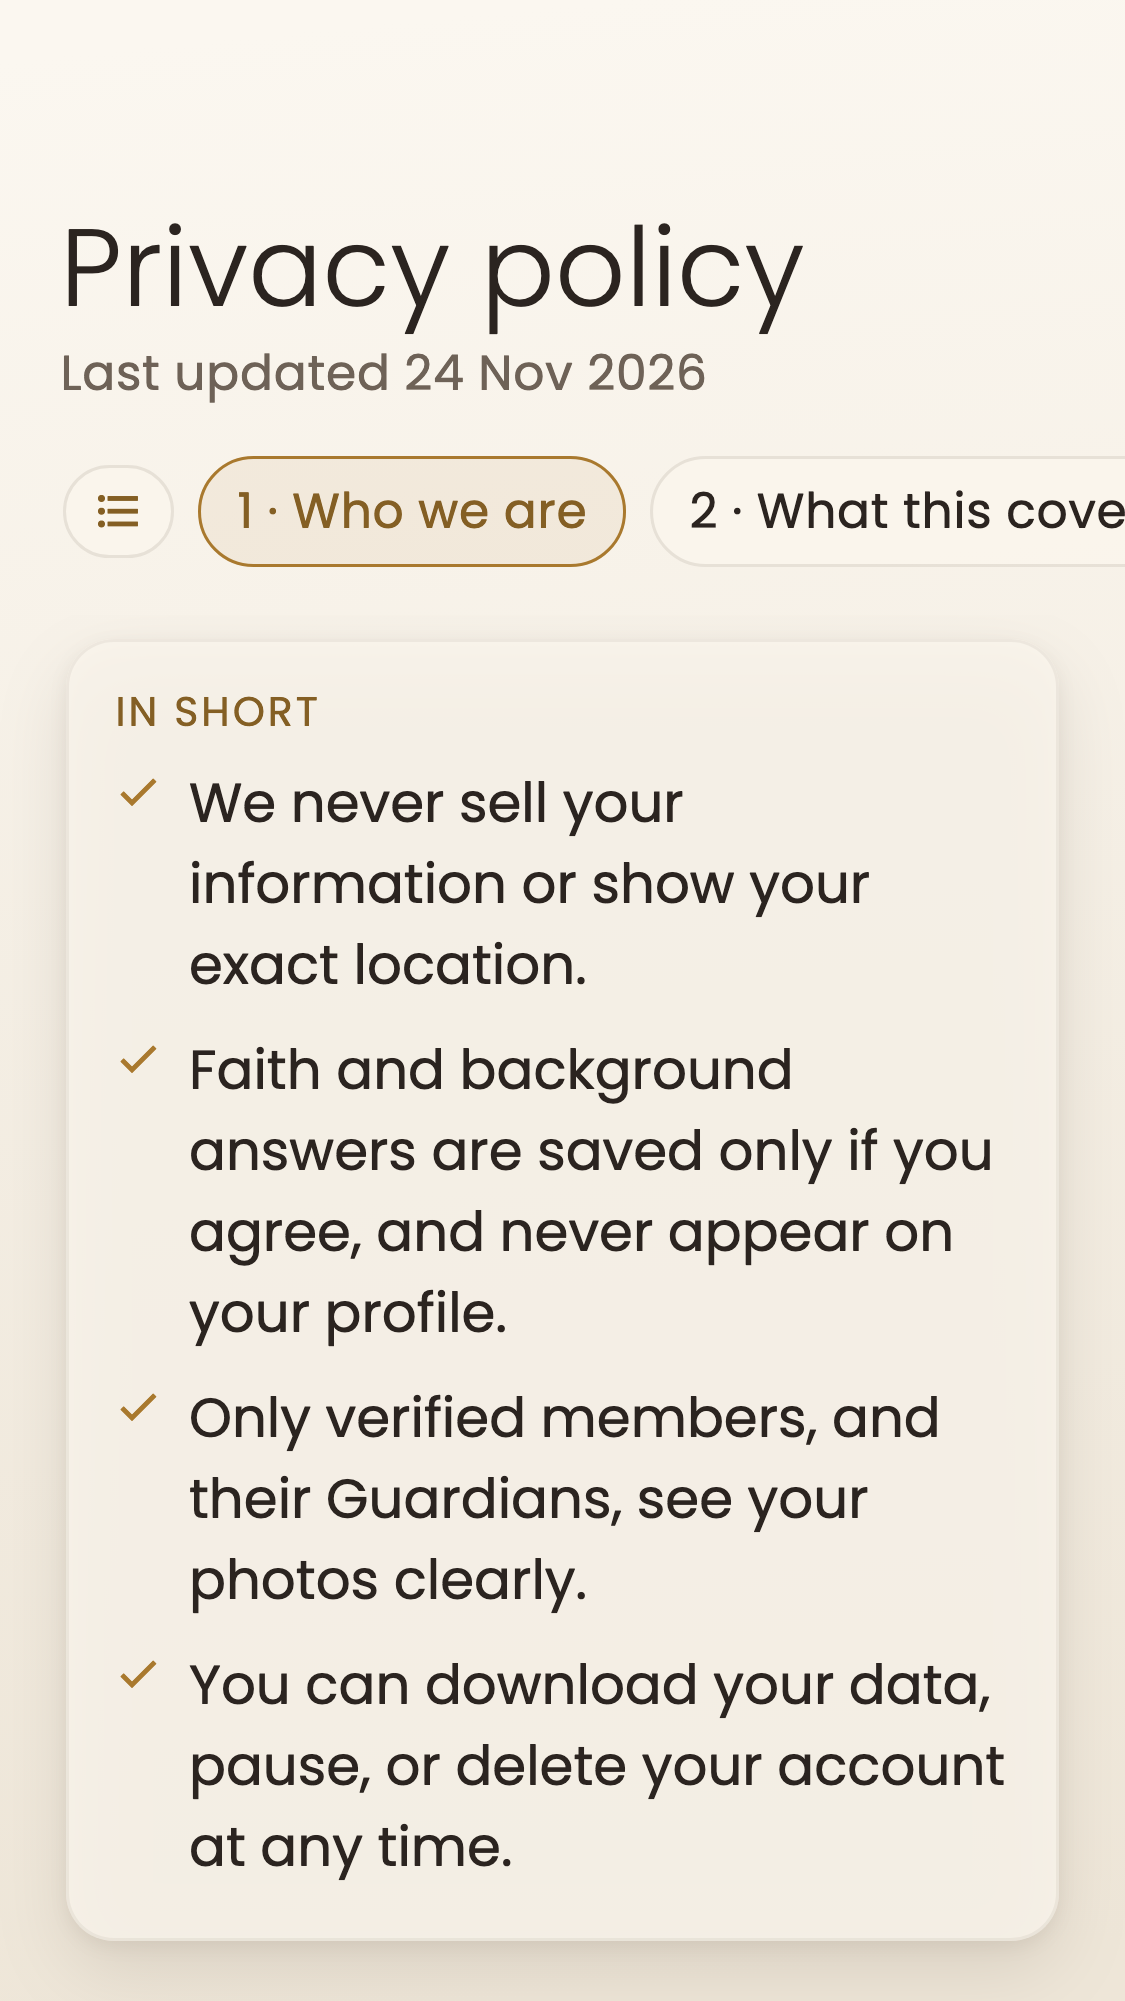 Privacy policy
Last updated 24 Nov 2026
1 · Who we are
2 · What this cove
IN SHORT
We never sell your
information or show your
exact location.
Faith and background
answers are saved only if you
agree, and never appear on
your profile.
Only verified members, and
their Guardians, see your
photos clearly.
You can download your data,
pause, or delete your account
at any time.